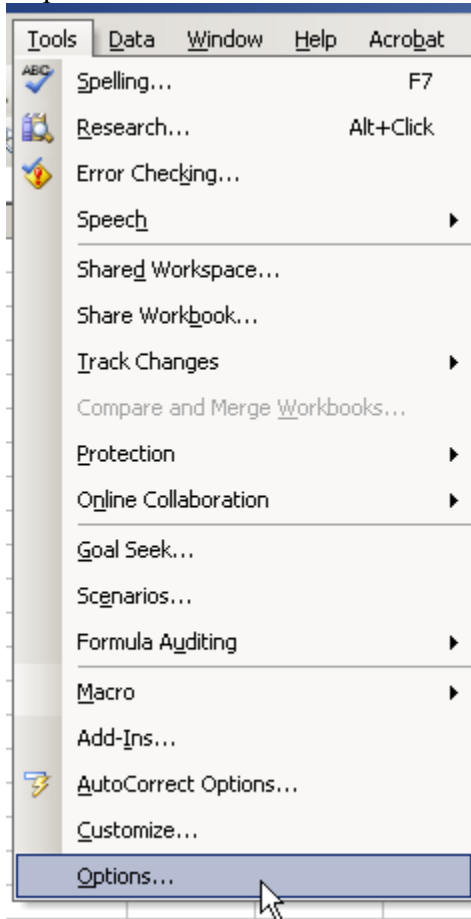 Tools Data Window Help Acrobat
ABC Spelling... F7
Research... Alt+Click
Error Checking...
Speech
Shared Workspace...
Share Workbook...
Track Changes
Compare and Merge Workbooks...
Protection
Online Collaboration
Goal Seek...
Scenarios...
Formula Auditing
Macro
Add-Ins...
AutoCorrect Options...
Customize...
Options...